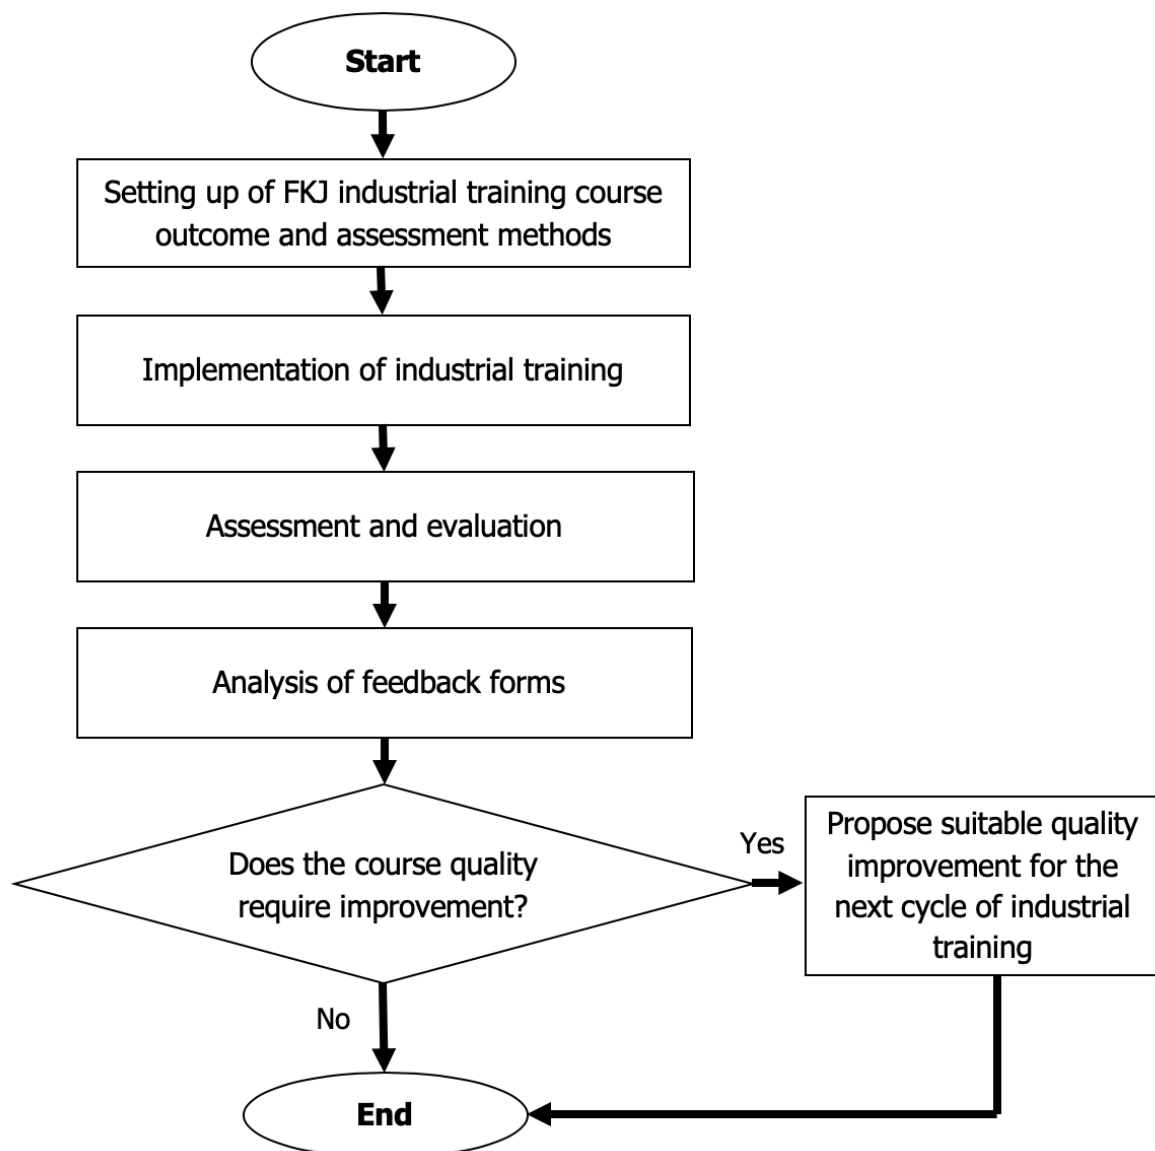 Start
Setting up of FKJ industrial training course
outcome and assessment methods
Implementation of industrial training
Assessment and evaluation
Analysis of feedback forms
Does the course quality
require improvement?
Yes
Propose suitable quality
improvement for the
next cycle of industrial
training
No
End